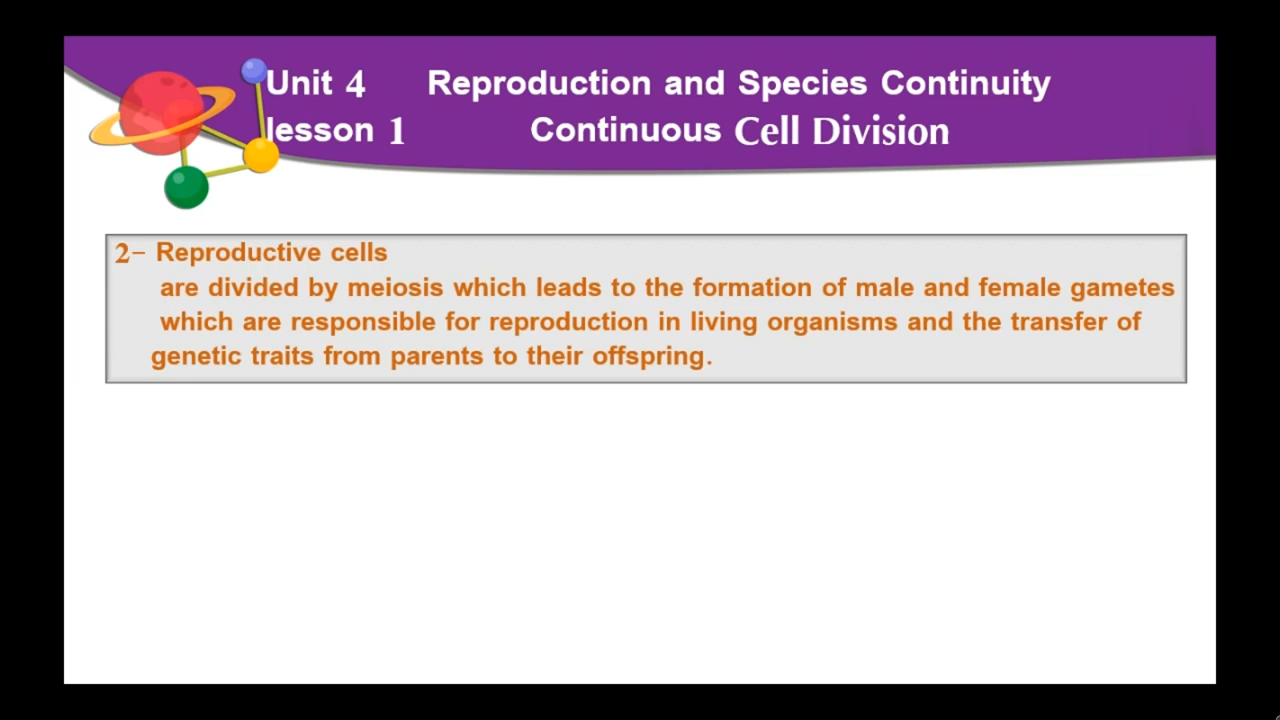 Unit 4 Reproduction and Species Continuity
lesson 1 Continuous Cell Division
2- Reproductive cells
are divided by meiosis which leads to the formation of male and female gametes
which are responsible for reproduction in living organisms and the transfer of
genetic traits from parents to their offspring.